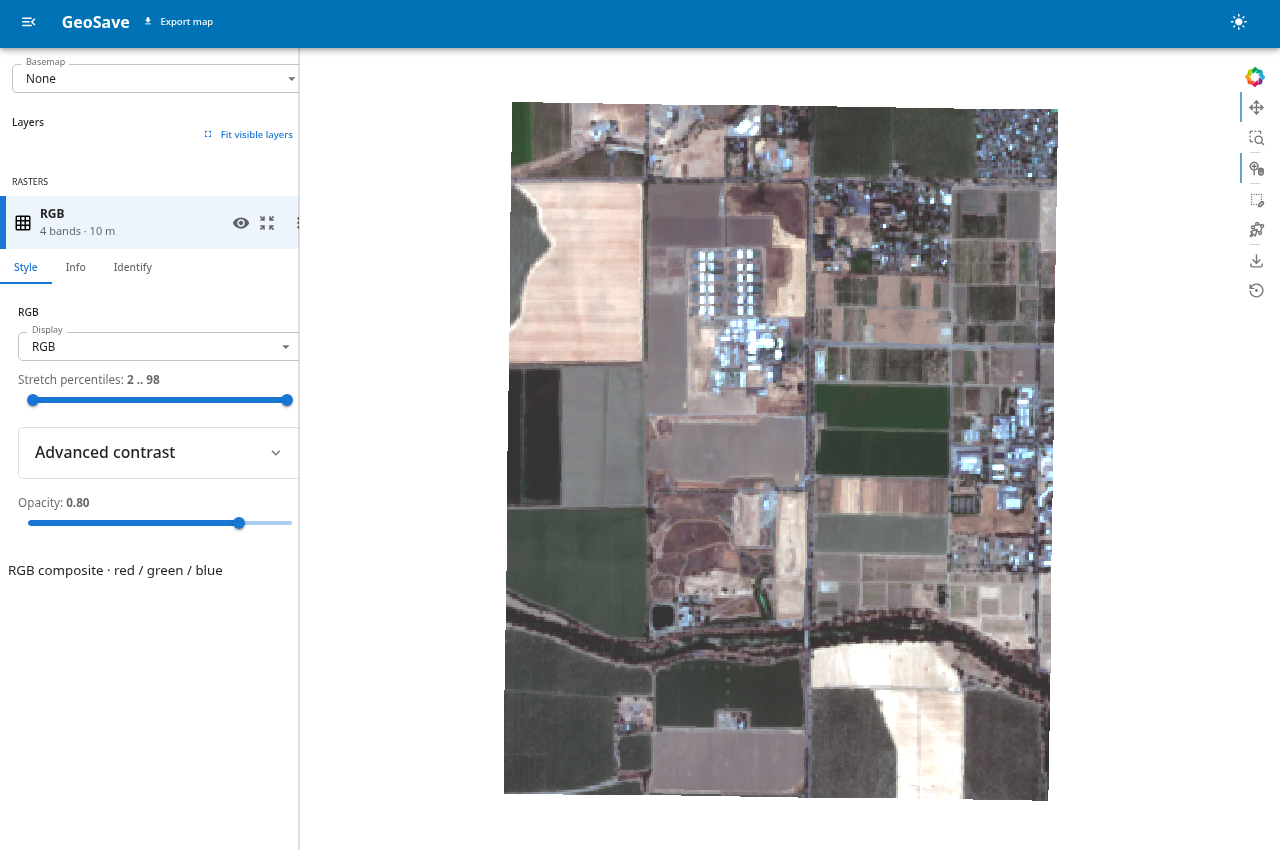 GeoSave
Export map
Basemap
None
Layers
Fit visible layers
RASTERS
RGB
4 bands · 10 m
Style
Info
Identify
RGB
Display
RGB
Stretch percentiles: 2 .. 98
Advanced contrast
Opacity: 0.80
RGB composite · red / green / blue